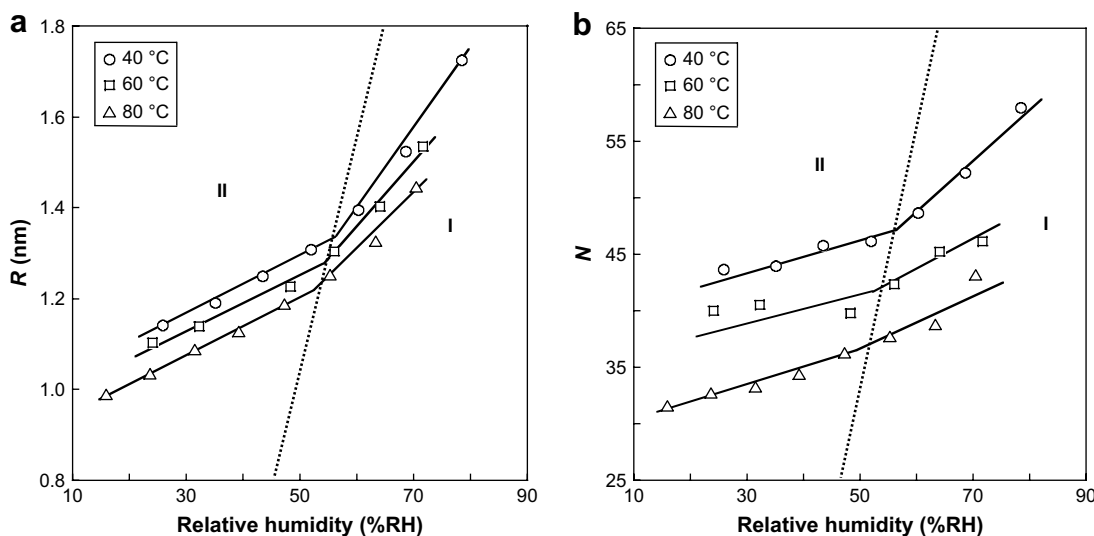 a
40 °C
60 °C
80 °C
II
I
R (nm)
1.8
1.6
1.4
1.2
1.0
0.8
10 30 50 70 90
Relative humidity (%RH)
b
40 °C
60 °C
80 °C
II
I
N
65
55
45
35
25
10 30 50 70 90
Relative humidity (%RH)